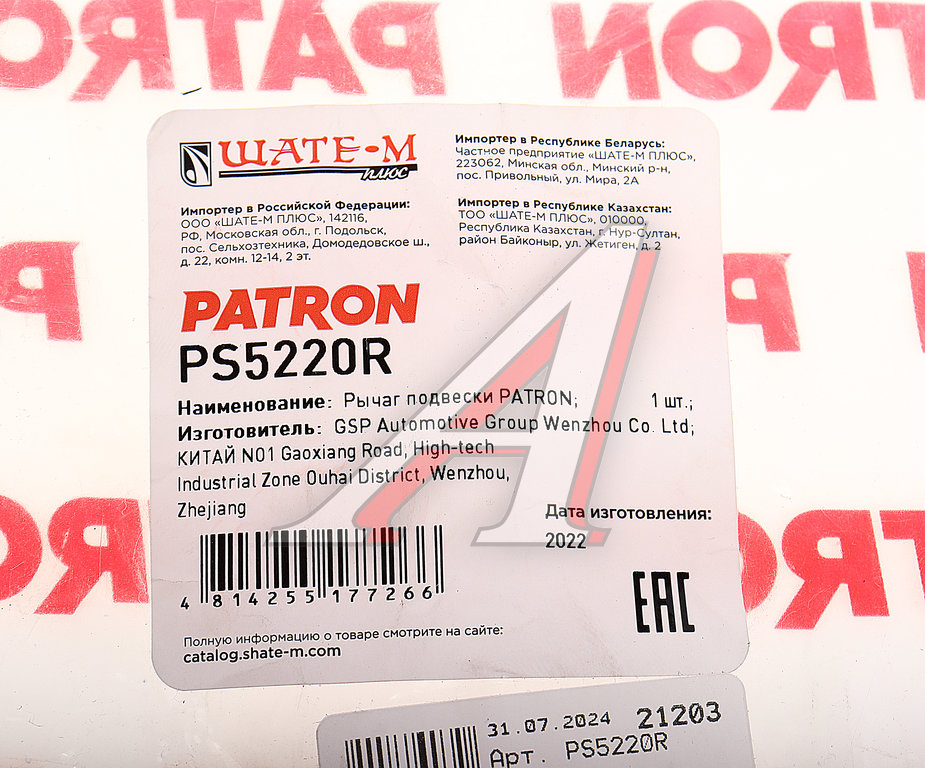 PATRON
ШАТЕ-М
плюс
Импортер в Республике Беларусь:
Частное предприятие «ШАТЕ-М ПЛЮС»,
223062, Минская обл., Минский р-н,
пос. Привольный, ул. Мира, 2А
Импортер в Российской Федерации:
ООО «ШАТЕ-М ПЛЮС», 142116,
РФ, Московская обл., г. Подольск,
пос. Сельхозтехника, Домодедовское ш.,
д. 22, комн. 12-14, 2 эт.
Импортер в Республике Казахстан:
ТОО «ШАТЕ-М ПЛЮС», 010000,
Республика Казахстан, г. Нур-Султан,
район Байконыр, ул. Жетиген, д. 2
PATRON
PS5220R
Наименование: Рычаг подвески PATRON; 1 шт.;
Изготовитель: GSP Automotive Group Wenzhou Co. Ltd;
КИТАЙ N01 Gaoxiang Road, High-tech
Industrial Zone Ouhai District, Wenzhou,
Zhejiang
Дата изготовления:
2022
4 814255 177266
EAC
Полную информацию о товаре смотрите на сайте:
catalog.shate-m.com
31.07.2024 21203
Арт. PS5220R